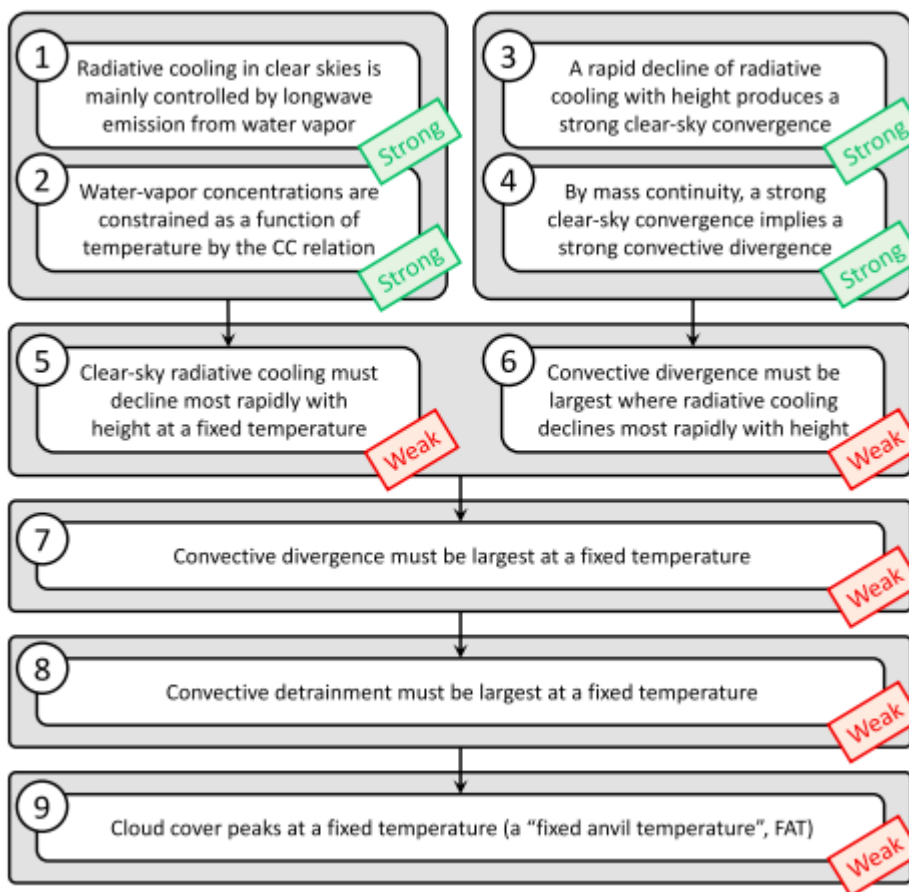 1
Radiative cooling in clear skies is
mainly controlled by longwave
emission from water vapor
Strong
2
Water-vapor concentrations are
constrained as a function of
temperature by the CC relation
Strong
3
A rapid decline of radiative
cooling with height produces a
strong clear-sky convergence
Strong
4
By mass continuity, a strong
clear-sky convergence implies a
strong convective divergence
Strong
5
Clear-sky radiative cooling must
decline most rapidly with
height at a fixed temperature
Weak
6
Convective divergence must be
largest where radiative cooling
declines most rapidly with height
Weak
7
Convective divergence must be largest at a fixed temperature
Weak
8
Convective detrainment must be largest at a fixed temperature
Weak
9
Cloud cover peaks at a fixed temperature (a “fixed anvil temperature”, FAT)
Weak